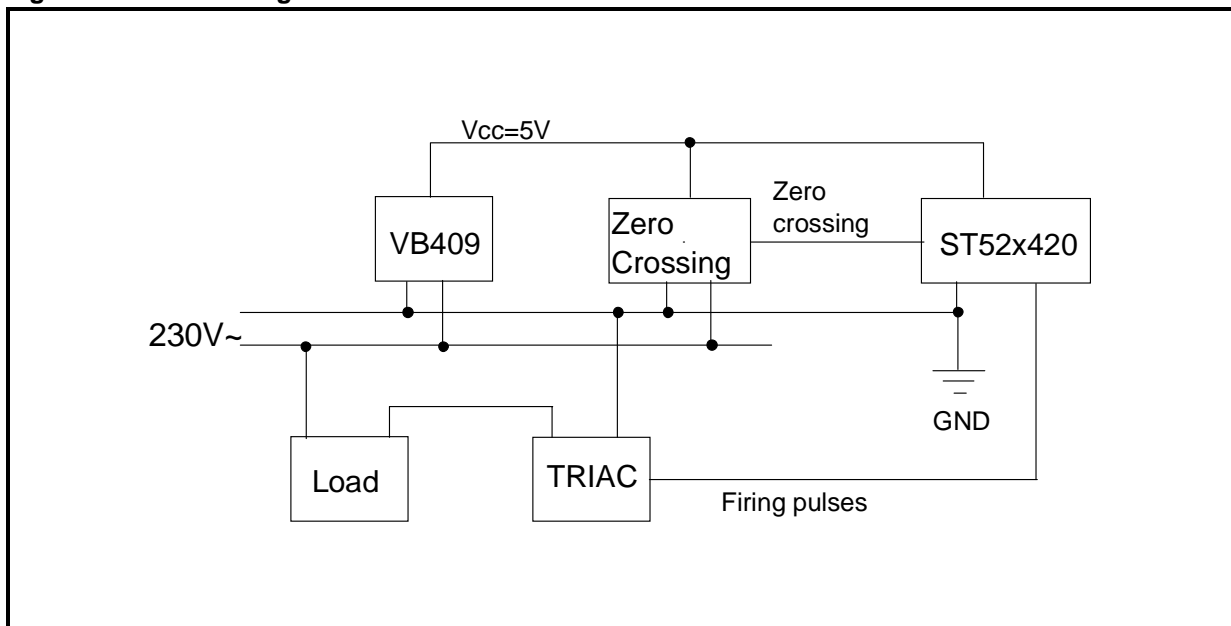 Vcc=5V
VB409
Zero
Crossing
Zero
crossing
ST52x420
230V~
GND
Load
TRIAC
Firing pulses